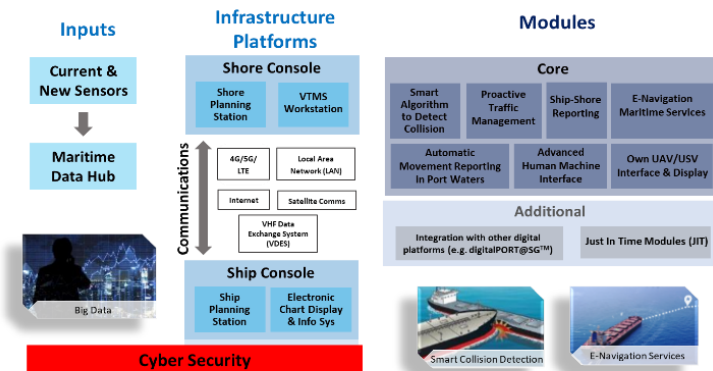 Inputs
Current &
New Sensors
Maritime
Data Hub
Big Data
Infrastructure
Platforms
Shore Console
Shore
Planning
Station
VTMS
Workstation
Communications
4G/5G/
LTE
Local Area
Network (LAN)
Internet
Satellite Comms
VHF Data
Exchange System
(VDES)
Ship Console
Ship
Planning
Station
Electronic
Chart Display
& Info Sys
Cyber Security
Modules
Core
Smart
Algorithm
to Detect
Collision
Proactive
Traffic
Management
Ship-Shore
Reporting
E-Navigation
Maritime Services
Automatic
Movement Reporting
In Port Waters
Advanced
Human Machine
Interface
Own UAV/USV
Interface & Display
Additional
Integration with other digital
platforms (e.g. digitalPORT@SG™)
Just In Time Modules (JIT)
Smart Collision Detection
E-Navigation Services